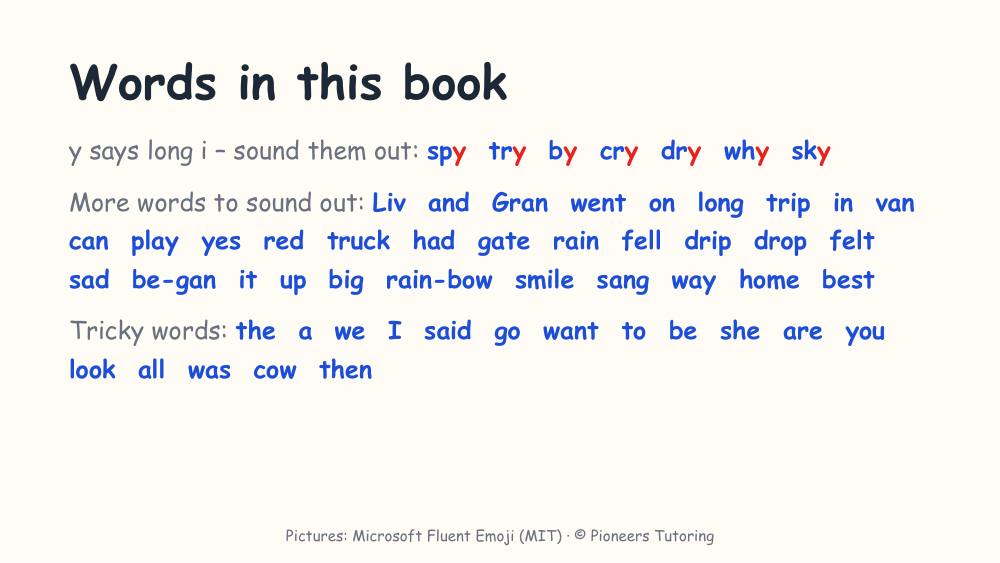 Words in this book
y says long i – sound them out: spy try by cry dry why sky
More words to sound out: Liv and Gran went on long trip in van
can play yes red truck had gate rain fell drip drop felt
sad be-gan it up big rain-bow smile sang way home best
Tricky words: the a we I said go want to be she are you
look all was cow then
Pictures: Microsoft Fluent Emoji (MIT) · © Pioneers Tutoring